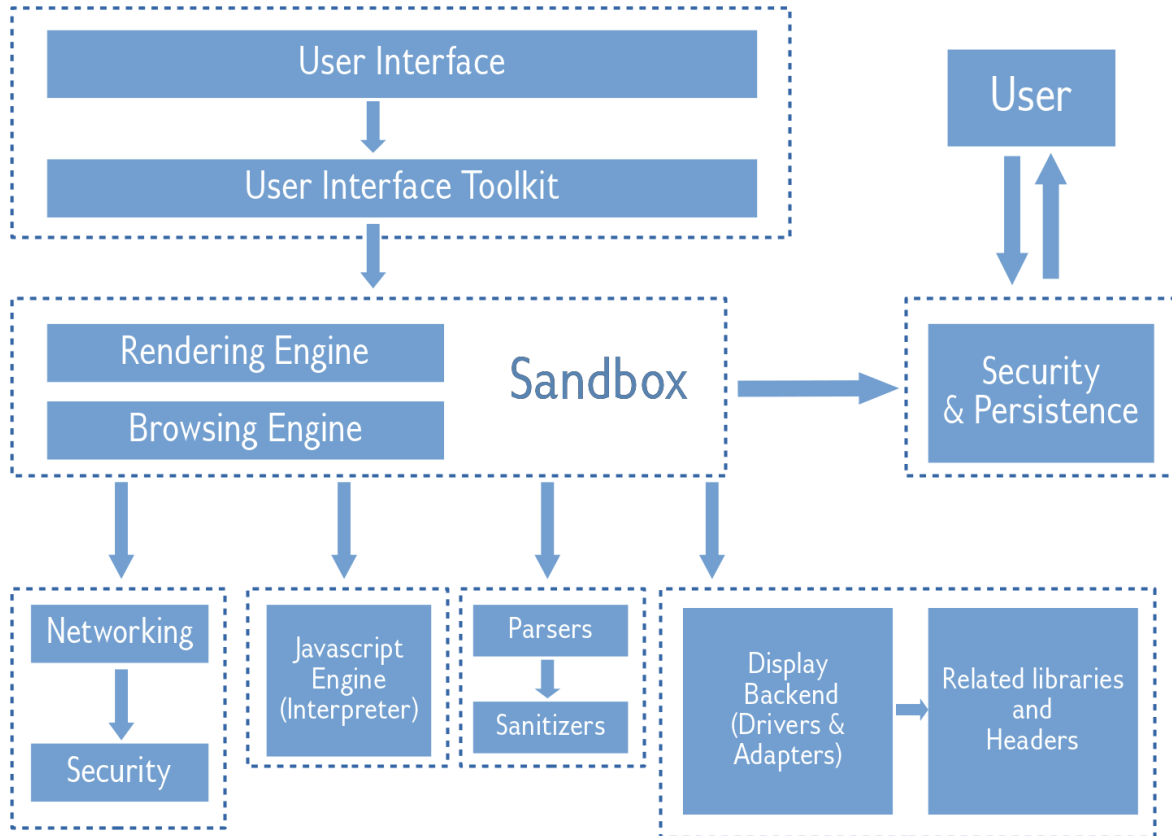 User Interface
User
User Interface Toolkit
Rendering Engine
Browsing Engine
Sandbox
Security
& Persistence
Networking
Security
Javascript
Engine
(Interpreter)
Parsers
Sanitizers
Display
Backend
(Drivers &
Adapters)
Related libraries
and
Headers